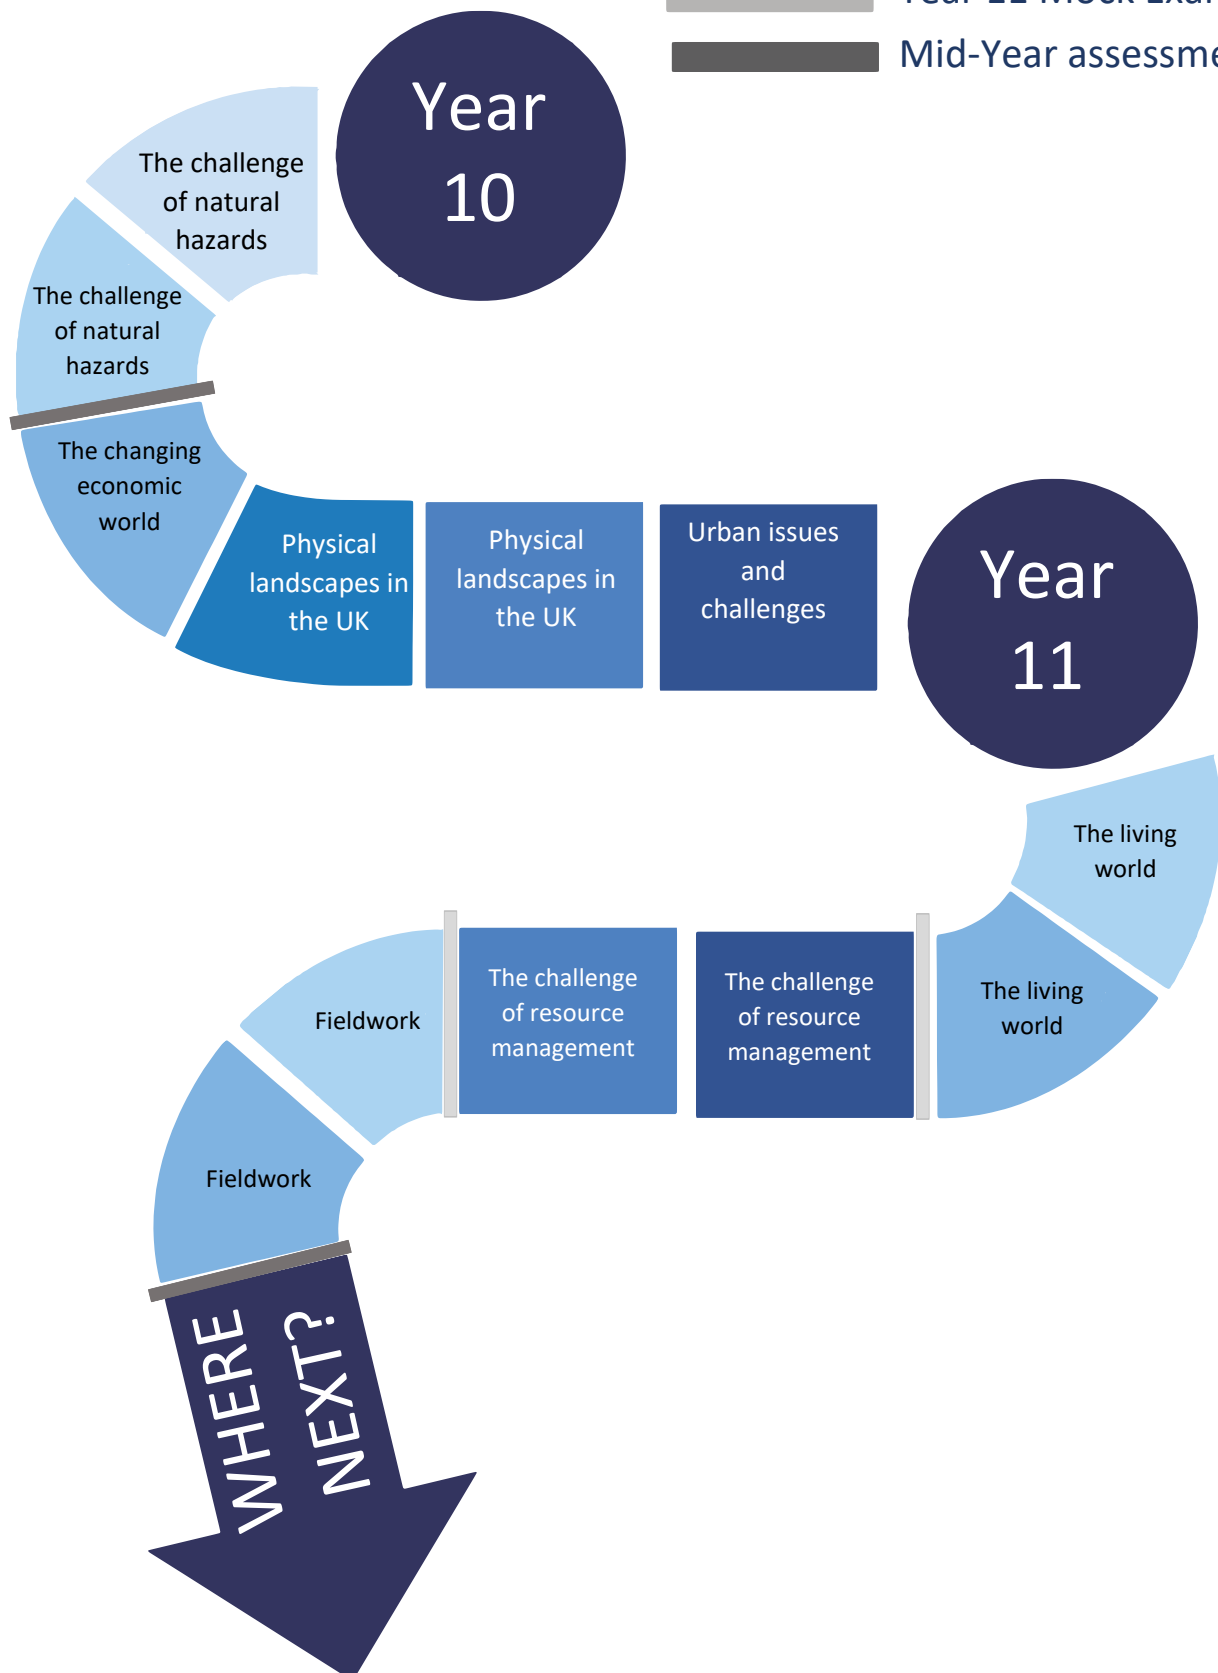 Mid-Year
Year
10
The challenge
of natural
hazards
The challenge
of natural
hazards
The changing
economic
world
Physical
landscapes in
the UK
Physical
landscapes in
the UK
Urban issues
and
challenges
Year
11
The living
world
The living
world
The challenge
of resource
management
The challenge
of resource
management
Fieldwork
Fieldwork
WHERE
NEXT?